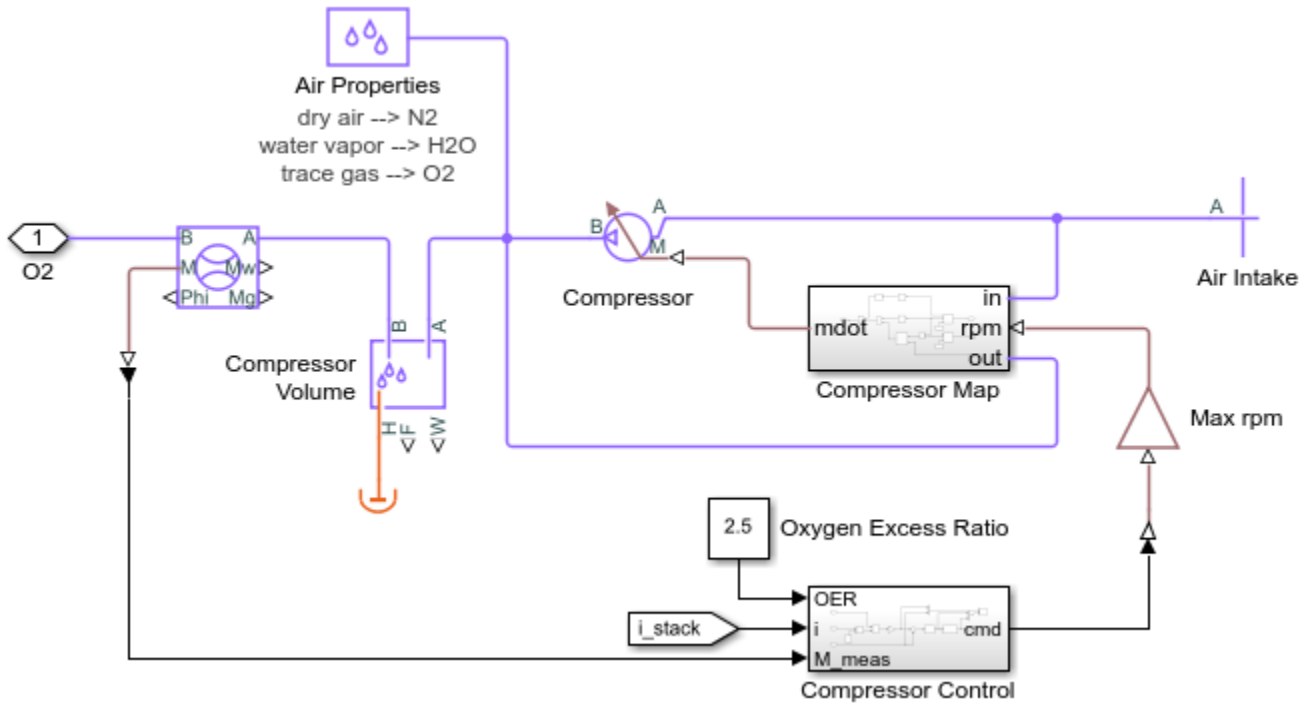 Air Properties
dry air --> N2
water vapor --> H2O
trace gas --> O2
1
O2
B
A
M
Mw
Phi
Mg
B
A
Compressor
Volume
H
F
W
B
A
M
Compressor
A
Air Intake
in
mdot
rpm
out
Compressor Map
Max rpm
2.5
Oxygen Excess Ratio
OER
i_stack
i
cmd
M_meas
Compressor Control